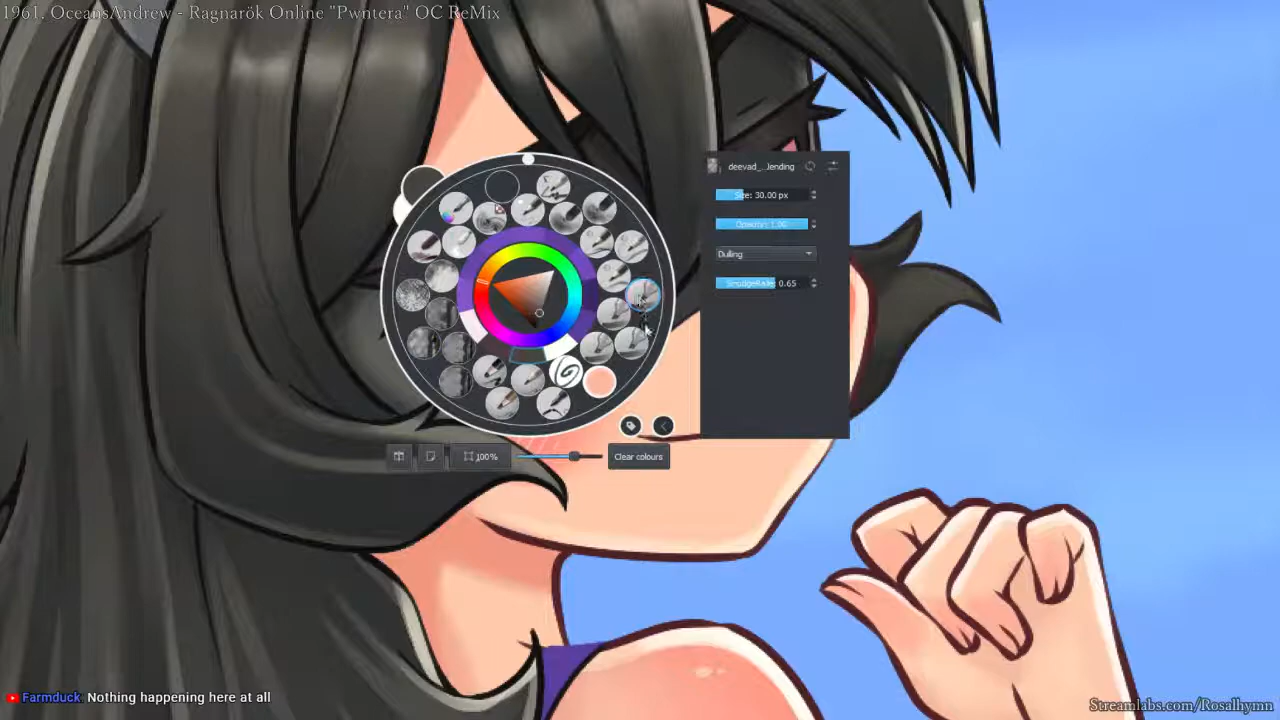 1961. OceansAndrew - Ragnarök Online "Pwntera" OC ReMix
deevad_...lending
Size: 30.00 px
Opacity: 1.00
Dulling
SmudgeRate: 0.65
100%
Clear colours
Farmduck Nothing happening here at all
Streamlabs.com/Rosalhymn